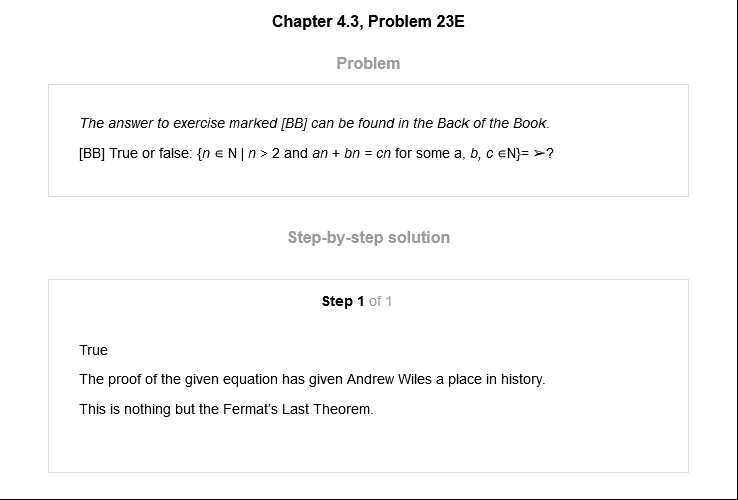 Chapter 4.3, Problem 23E
Problem
The answer to exercise marked [BB] can be found in the Back of the Book.
[BB] True or false: {n ∊ N | n > 2 and an + bn = cn for some a, b, c ∊N}= ➢?
Step-by-step solution
Step 1 of 1
True
The proof of the given equation has given Andrew Wiles a place in history.
This is nothing but the Fermat's Last Theorem.